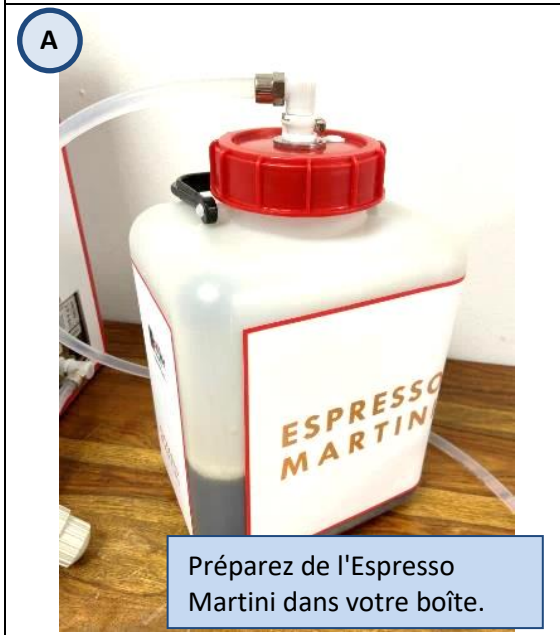 A
ESPRESSO
MARTIN
Préparez de l'Espresso
Martini dans votre boîte.